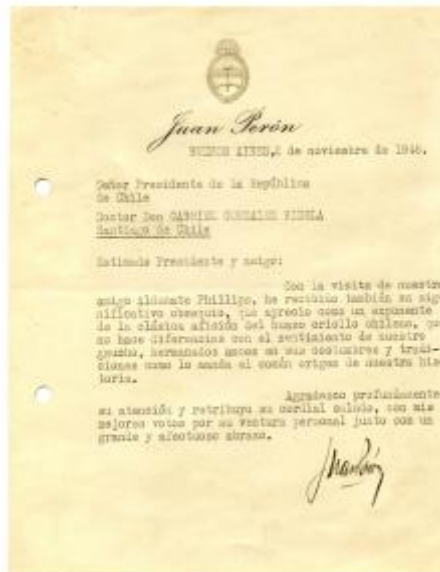 Juan Perón
BUENOS AIRES, de noviembre de 1946.
Señor Presidente de la República
de Chile
Doctor Don GABRIEL GONZALEZ VIDELA
Santiago de Chile
Estimado Presidente y amigo:
Con la visita de nuestro
amigo Aldunate Phillips, he recibido también su sig-
nificativo obsequio, que aprecio como un exponente
de la clásica afición del huaso criollo chileno, que
no hace diferencias con el sentimiento de nuestro
gaucho, hermanados ambos en sus costumbres y tradi-
ciones como lo manda el común origen de nuestra his
toria.
Agradezco profundamente
su atención y retribuyo su cordial saludo, con mis
mejores votos por su ventura personal junto con un
grande y afectuoso abrazo.